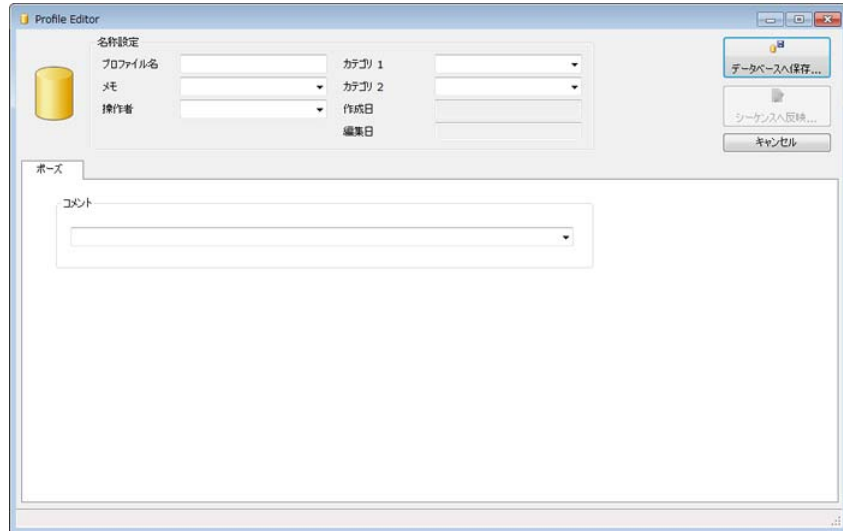 Profile Editor
名称設定
プロファイル名
カテゴリ 1
メモ
カテゴリ 2
操作者
作成日
編集日
データベースへ保存...
シーケンスへ反映...
キャンセル
ポーズ
コメント